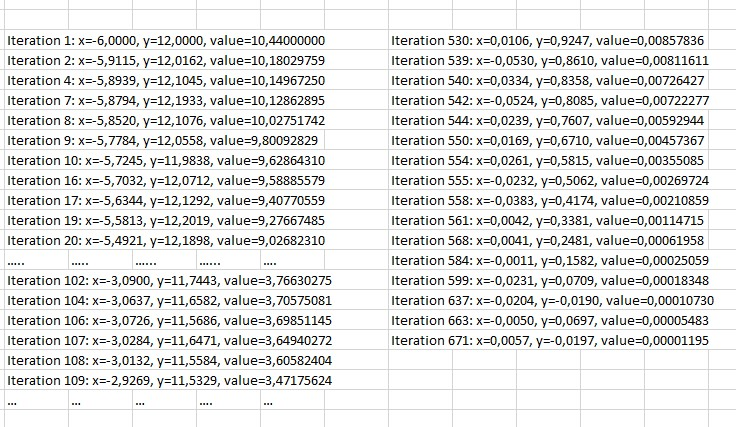 Iteration 1: x=-6,0000, y=12,0000, value=10,44000000
Iteration 2: x=-5,9115, y=12,0162, value=10,18029759
Iteration 4: x=-5,8939, y=12,1045, value=10,14967250
Iteration 7: x=-5,8794, y=12,1933, value=10,12862895
Iteration 8: x=-5,8520, y=12,1076, value=10,02751742
Iteration 9: x=-5,7784, y=12,0558, value=9,80092829
Iteration 10: x=-5,7245, y=11,9838, value=9,62864310
Iteration 16: x=-5,7032, y=12,0712, value=9,58885579
Iteration 17: x=-5,6344, y=12,1292, value=9,40770559
Iteration 19: x=-5,5813, y=12,2019, value=9,27667485
Iteration 20: x=-5,4921, y=12,1898, value=9,02682310
..... ..... ...... ...... ....
Iteration 102: x=-3,0900, y=11,7443, value=3,76630275
Iteration 104: x=-3,0637, y=11,6582, value=3,70575081
Iteration 106: x=-3,0726, y=11,5686, value=3,69851145
Iteration 107: x=-3,0284, y=11,6471, value=3,64940272
Iteration 108: x=-3,0132, y=11,5584, value=3,60582404
Iteration 109: x=-2,9269, y=11,5329, value=3,47175624
... ... ... .... ...
Iteration 530: x=0,0106, y=0,9247, value=0,00857836
Iteration 539: x=-0,0530, y=0,8610, value=0,00811611
Iteration 540: x=0,0334, y=0,8358, value=0,00726427
Iteration 542: x=-0,0524, y=0,8085, value=0,00722277
Iteration 544: x=0,0239, y=0,7607, value=0,00592944
Iteration 550: x=0,0169, y=0,6710, value=0,00457367
Iteration 554: x=0,0261, y=0,5815, value=0,00355085
Iteration 555: x=-0,0232, y=0,5062, value=0,00269724
Iteration 558: x=-0,0383, y=0,4174, value=0,00210859
Iteration 561: x=0,0042, y=0,3381, value=0,00114715
Iteration 568: x=0,0041, y=0,2481, value=0,00061958
Iteration 584: x=-0,0011, y=0,1582, value=0,00025059
Iteration 599: x=-0,0231, y=0,0709, value=0,00018348
Iteration 637: x=-0,0204, y=-0,0190, value=0,00010730
Iteration 663: x=-0,0050, y=0,0697, value=0,00005483
Iteration 671: x=0,0057, y=-0,0197, value=0,00001195